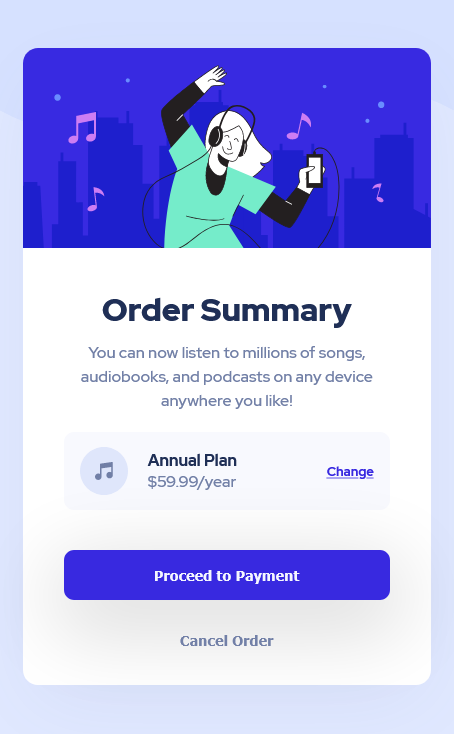 Order Summary
You can now listen to millions of songs,
audiobooks, and podcasts on any device
anywhere you like!
Annual Plan
$59.99/year
Change
Proceed to Payment
Cancel Order